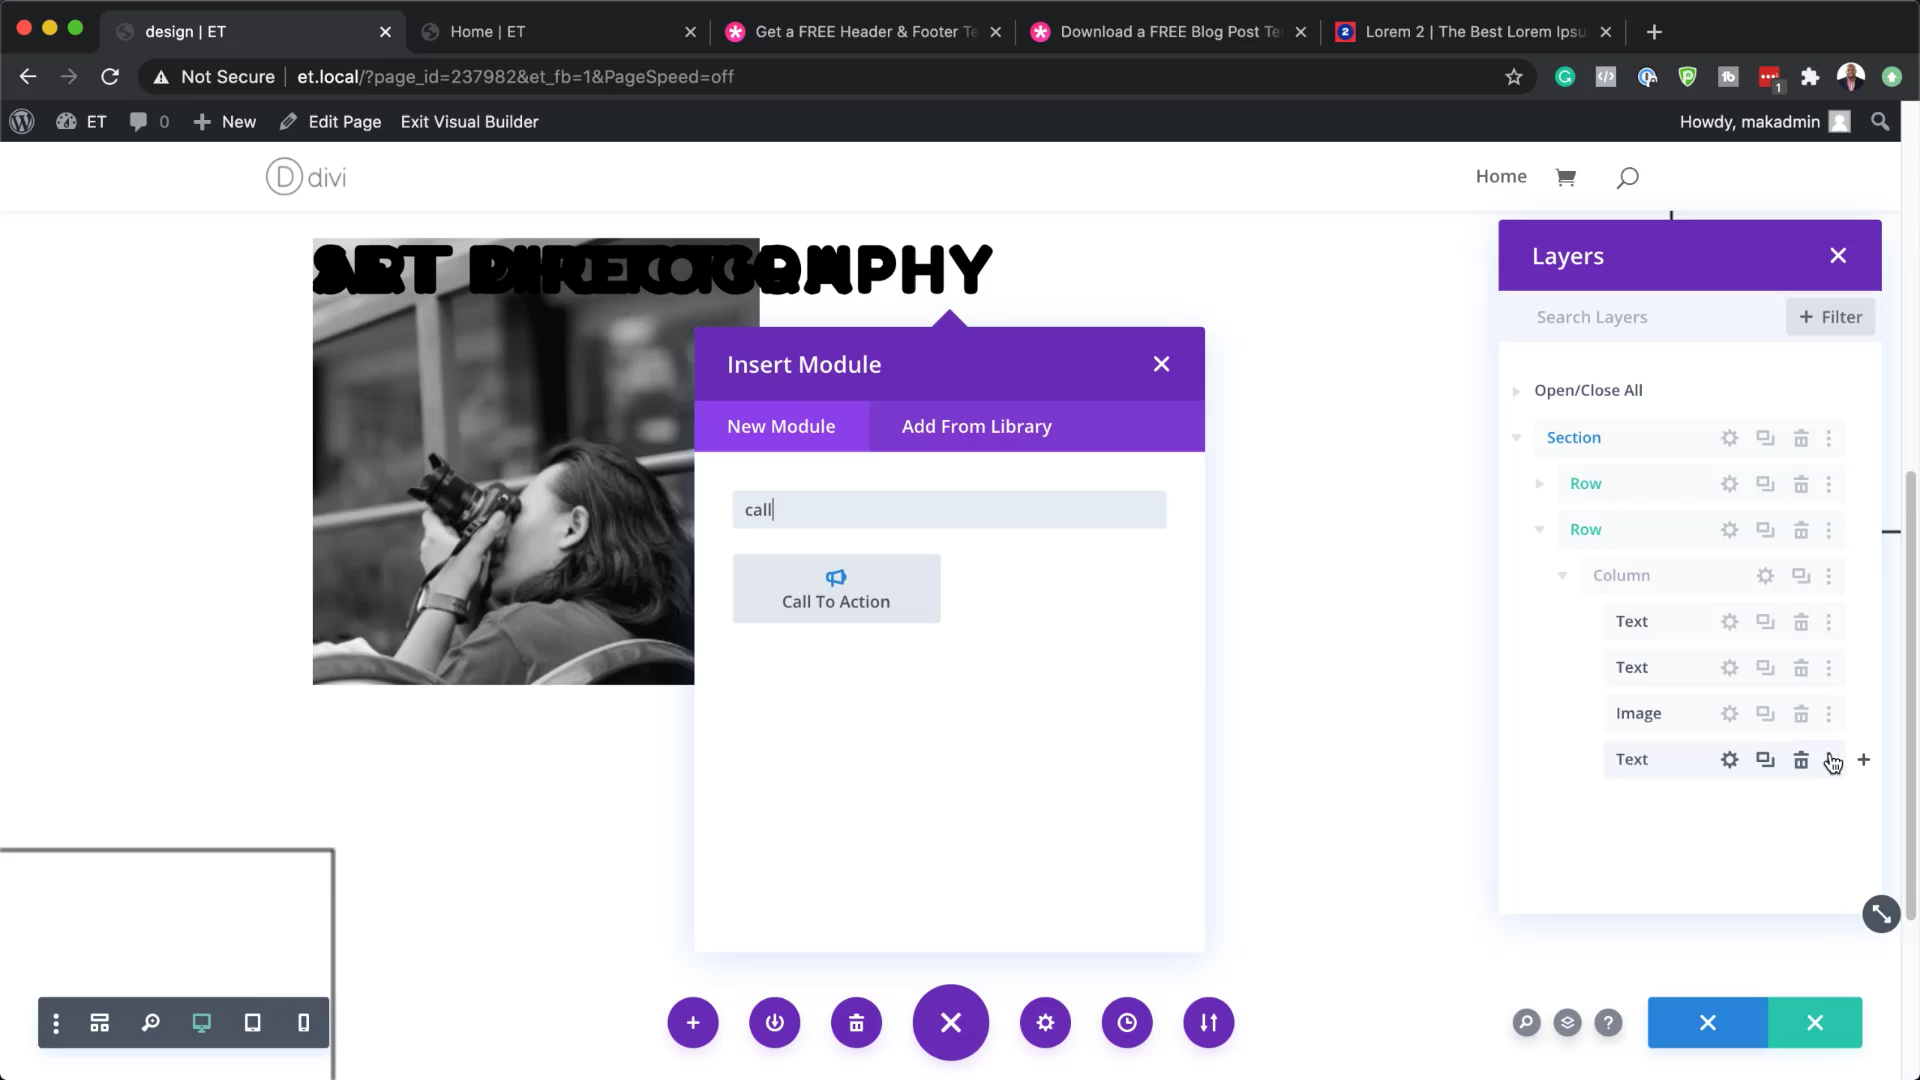 design | ET
Home | ET
Get a FREE Header & Footer Te
Download a FREE Blog Post Ter
Lorem 2 | The Best Lorem Ipsu
Not Secure
et.local/?page_id=237982&et_fb=1&PageSpeed=off
1
ET
0
New
Edit Page
Exit Visual Builder
Howdy, makadmin
divi
Home
Layers
Search Layers
+ Filter
Open/Close All
Section
Row
Row
Column
Text
Text
Image
Text
Insert Module
New Module
Add From Library
call
Call To Action